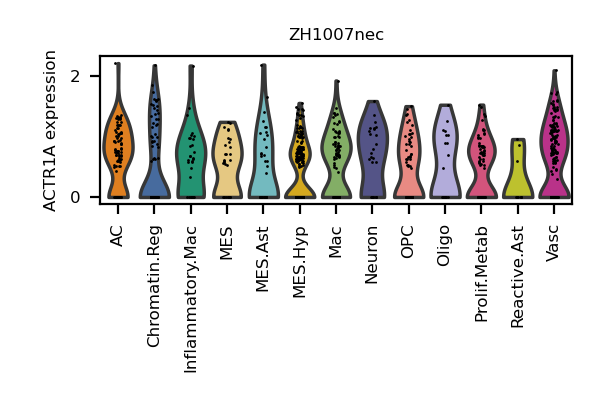 ZH1007nec
ACTR1A expression
2
0
AC
Chromatin.Reg
Inflammatory.Mac
MES
MES.Ast
MES.Hyp
Mac
Neuron
OPC
Oligo
Prolif.Metab
Reactive.Ast
Vasc